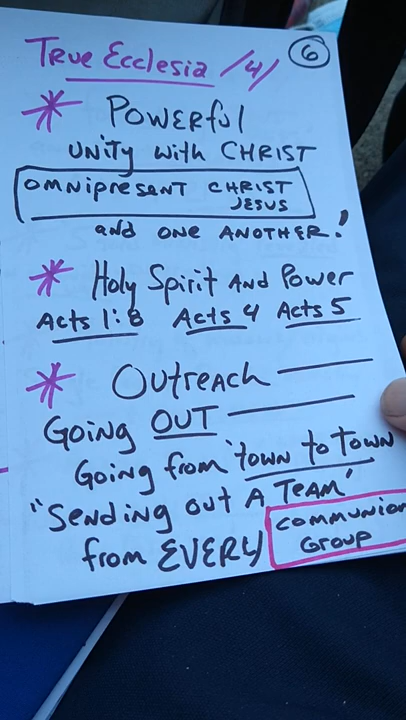 True Ecclesia /4/ 6
* POWERFUL
UNITY with CHRIST
OMNIPRESENT CHRIST
JESUS
and ONE ANOTHER!
* Holy Spirit AND Power
Acts 1:8 Acts 4 Acts 5
* Outreach —
Going OUT —
Going from 'town to town
"Sending out A TEAM'
from EVERY communion
Group